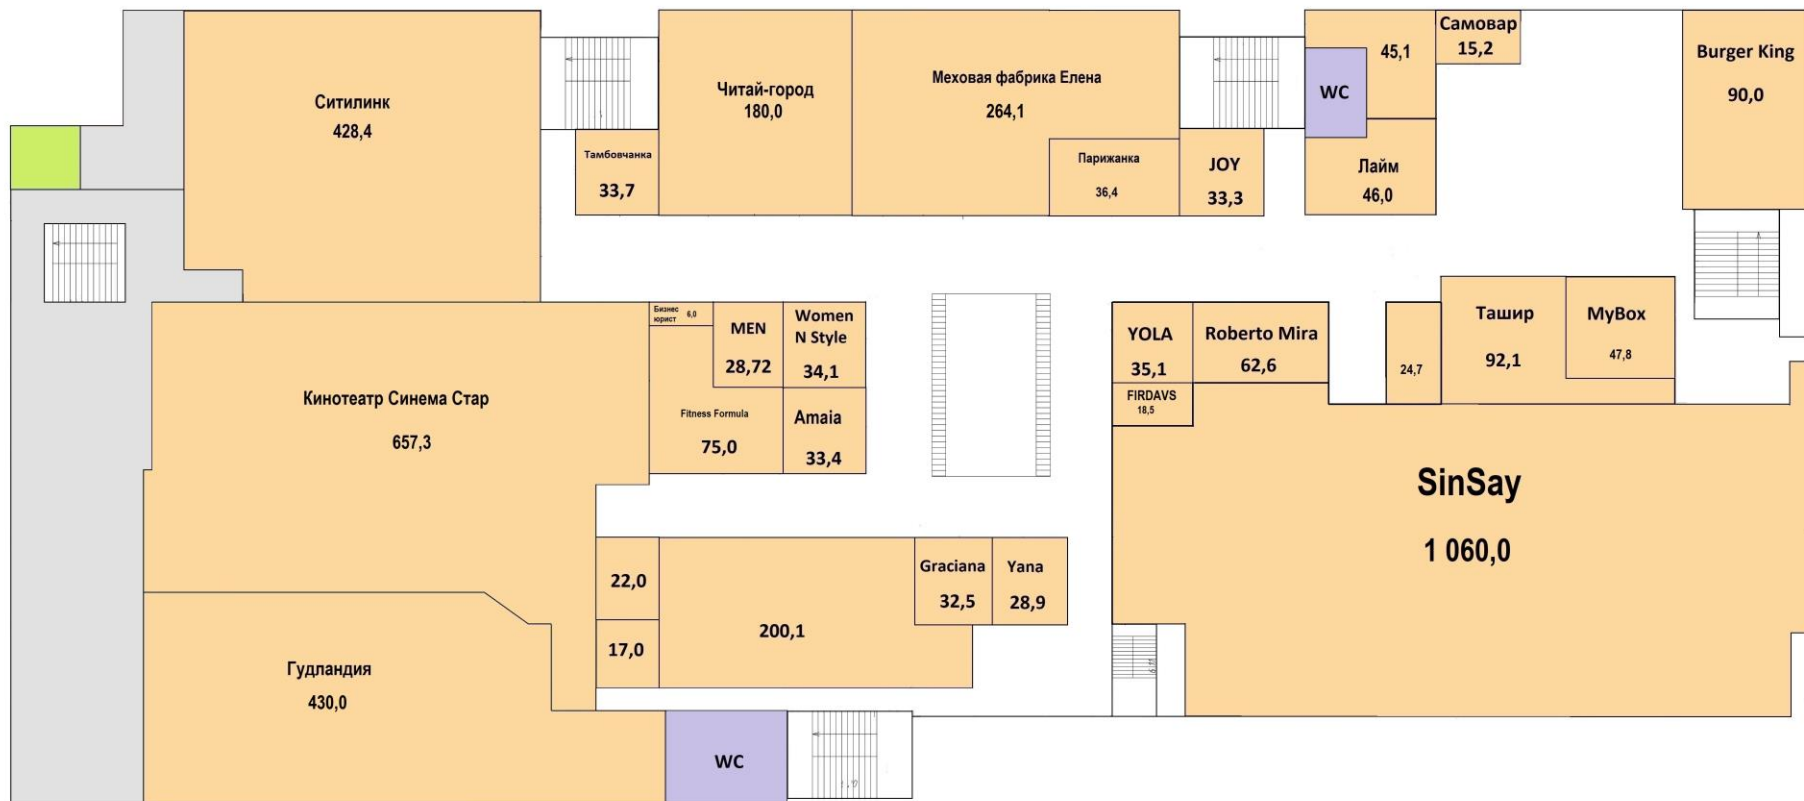 Ситилинк
428,4
Читай-город
180,0
Меховая фабрика Елена
264,1
45,1
Самовар
15,2
Burger King
90,0
WC
Тамбовчанка
33,7
Парижанка
36,4
JOY
33,3
Лайм
46,0
Кинотеатр Синема Стар
657,3
Бизнес
юрист 6,0
MEN
28,72
Women
N Style
34,1
Fitness Formula
75,0
Amaia
33,4
YOLA
35,1
Roberto Mira
62,6
FIRDAVS
18,5
24,7
Ташир
92,1
MyBox
47,8
SinSay
1 060,0
22,0
17,0
200,1
Graciana
32,5
Yana
28,9
Гудландия
430,0
WC